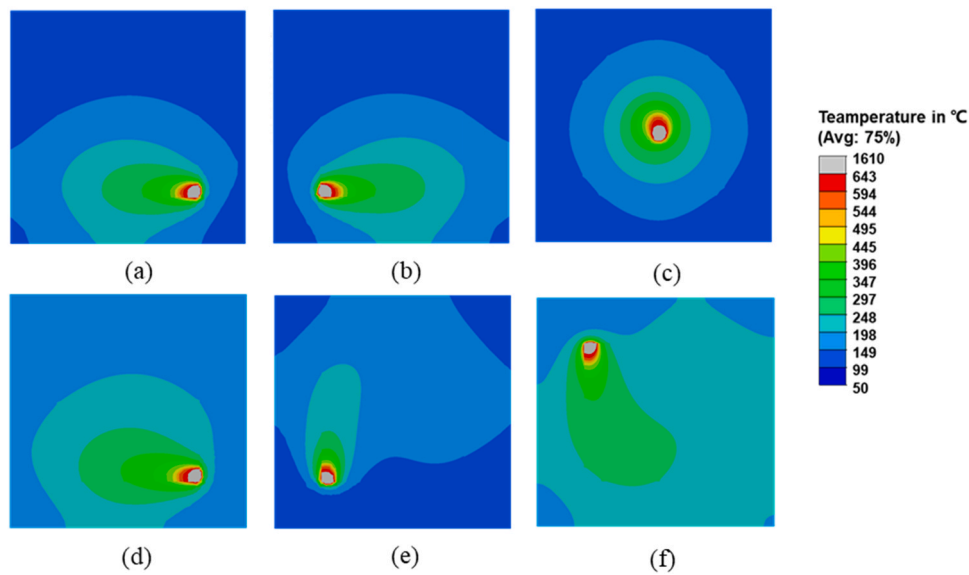 (a)
(b)
(c)
(d)
(e)
(f)
Teamperature in ℃
(Avg: 75%)
1610
643
594
544
495
445
396
347
297
248
198
149
99
50